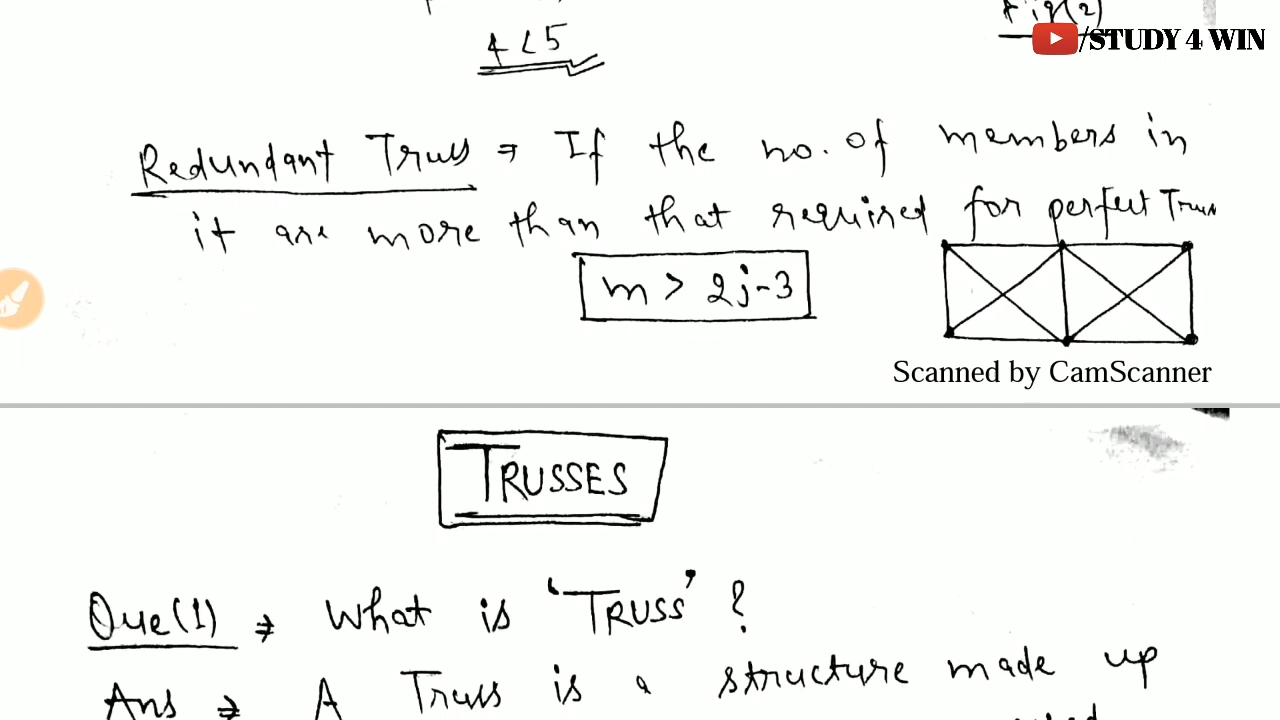 Fig(2)
/STUDY 4 WIN
4 < 5
Redundant Truss ⇒ If the no. of members in
it are more than that required for perfect Truss
m > 2j-3
Scanned by CamScanner
TRUSSES
Que(1) ⇒ What is 'TRUSS' ?
Ans ⇒ A Truss is a structure made up